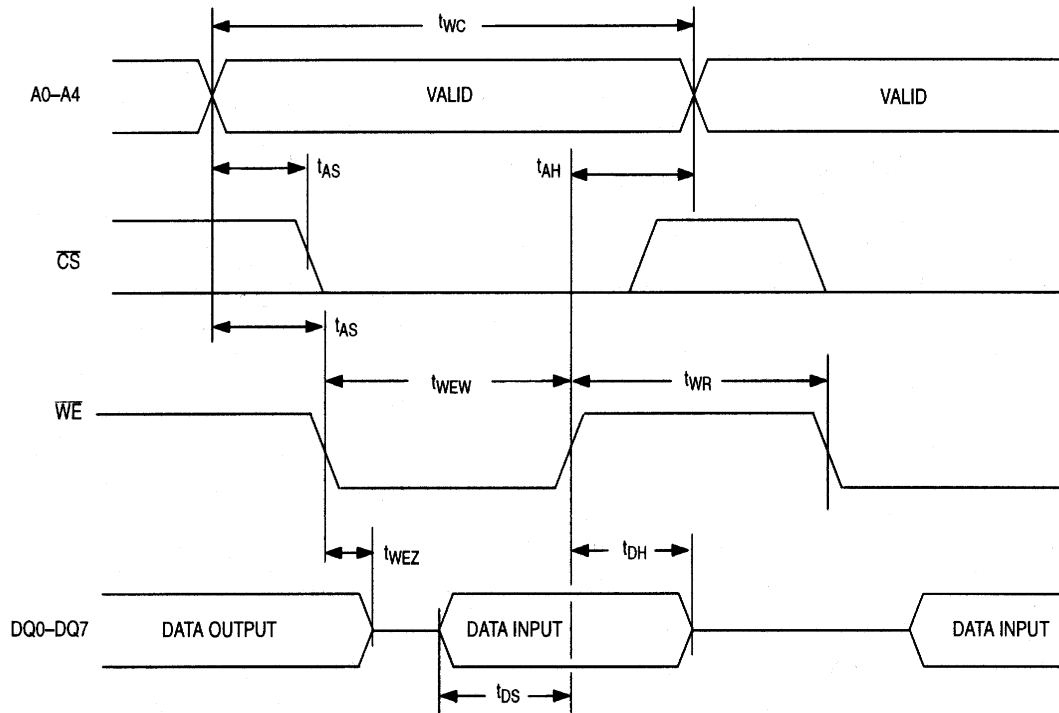 tWC
A0–A4
VALID
VALID
tAS
tAH
CS
tAS
tWEW
tWR
WE
tWEZ
tDH
DQ0–DQ7
DATA OUTPUT
DATA INPUT
DATA INPUT
tDS